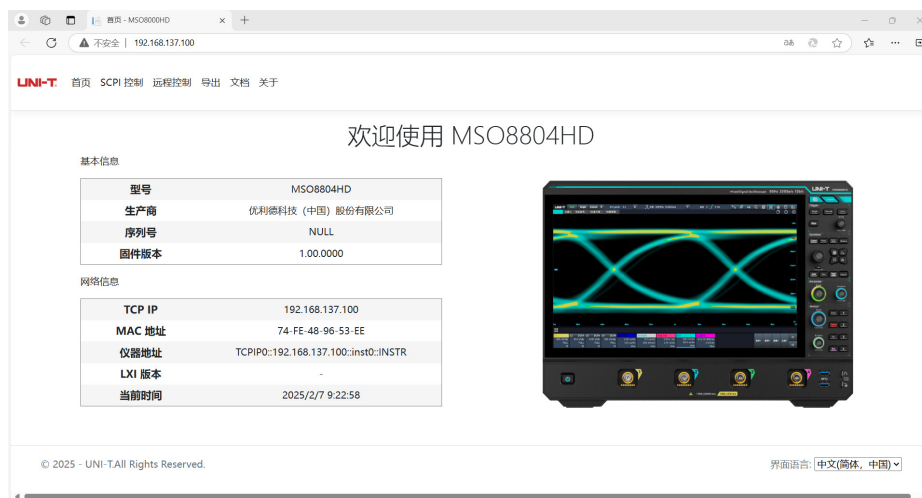 首页 - MSO8000HD
不安全 | 192.168.137.100
UNI-T 首页 SCPI 控制 远程控制 导出 文档 关于
欢迎使用 MSO8804HD
基本信息
型号 MSO8804HD
生产商 优利德科技（中国）股份有限公司
序列号 NULL
固件版本 1.00.0000
网络信息
TCP IP 192.168.137.100
MAC 地址 74-FE-48-96-53-EE
仪器地址 TCPIP0::192.168.137.100::inst0::INSTR
LXI 版本 -
当前时间 2025/2/7 9:22:58
UNI-T
© 2025 - UNI-T.All Rights Reserved.
界面语言: 中文(简体，中国)